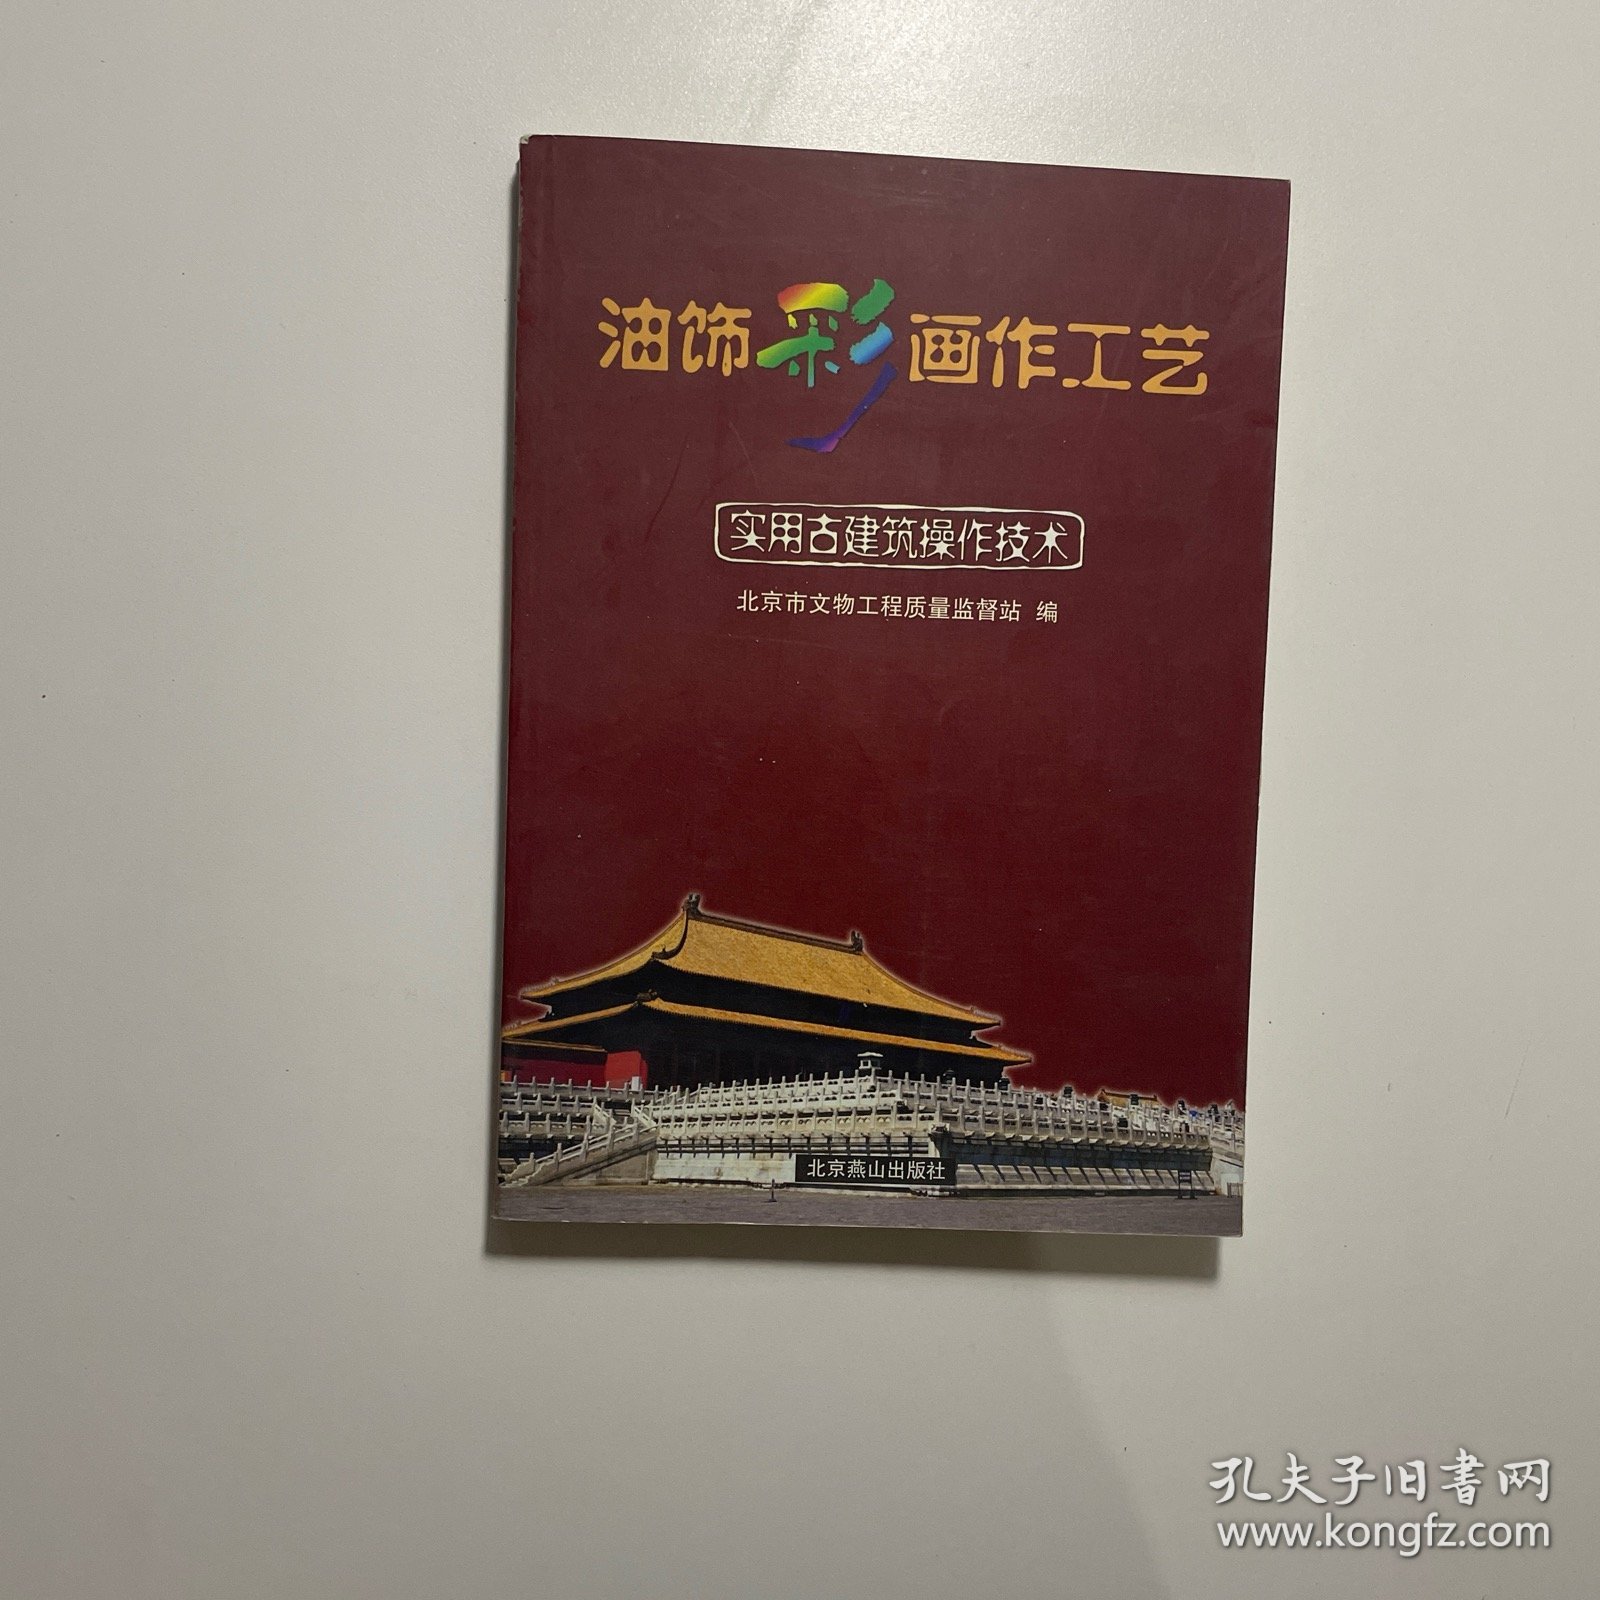 油饰彩画作工艺
实用古建筑操作技术
北京市文物工程质量监督站 编
北京燕山出版社
孔夫子旧书网
www.kongfz.com